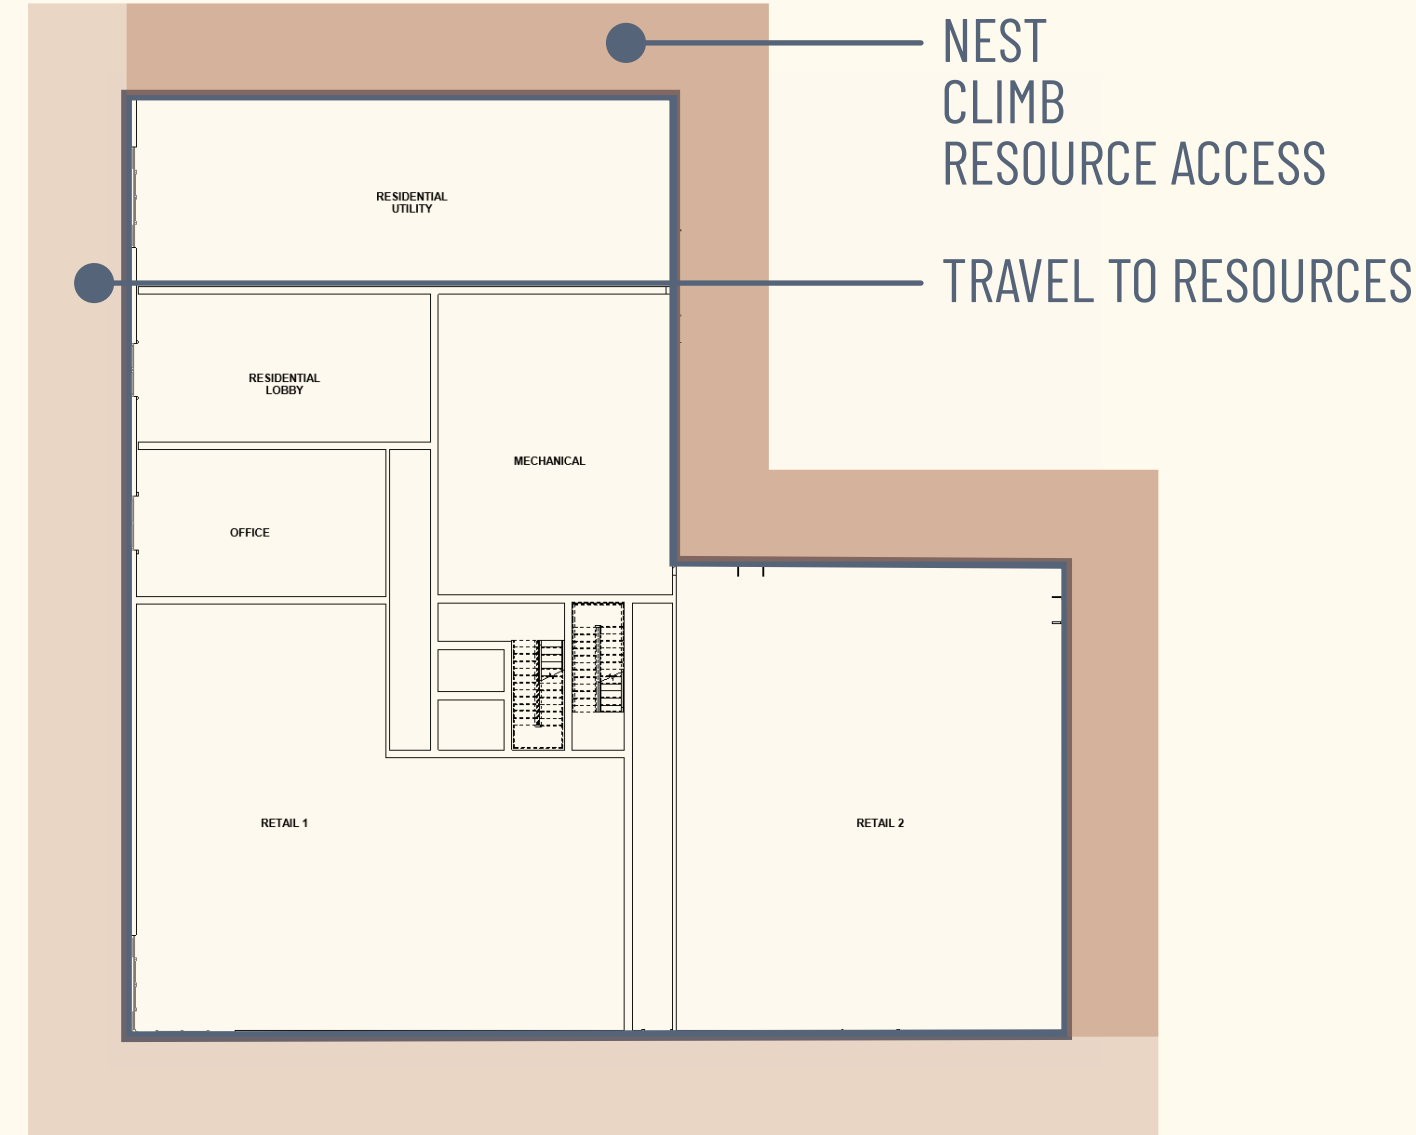 NEST
CLIMB
RESOURCE ACCESS
TRAVEL TO RESOURCES
RESIDENTIAL
UTILITY
RESIDENTIAL
LOBBY
MECHANICAL
OFFICE
RETAIL 1
RETAIL 2